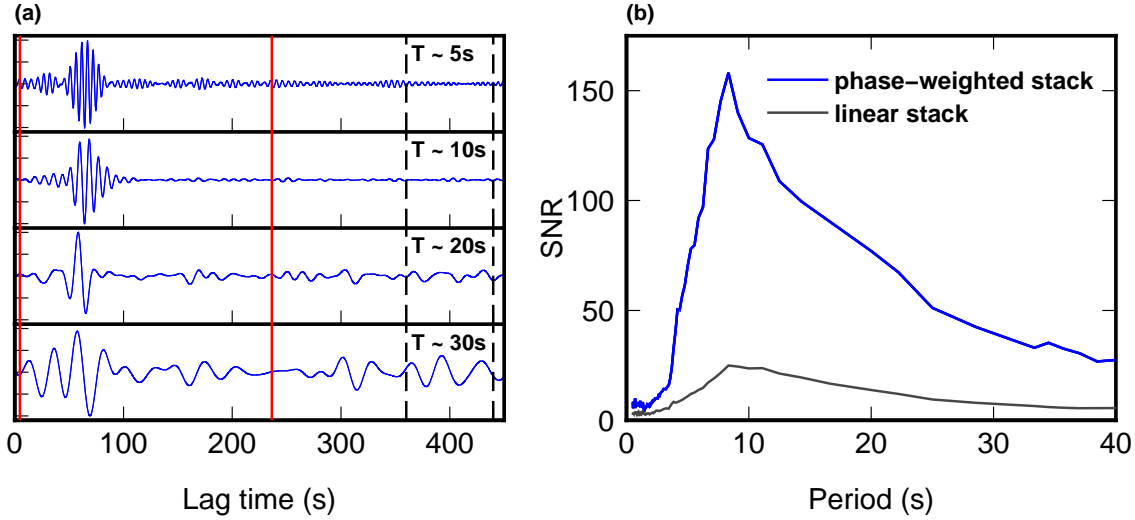 (a)
T ~ 5s
T ~ 10s
T ~ 20s
T ~ 30s
0 100 200 300 400
Lag time (s)
(b)
phase−weighted stack
linear stack
150
100
50
0
SNR
0 10 20 30 40
Period (s)